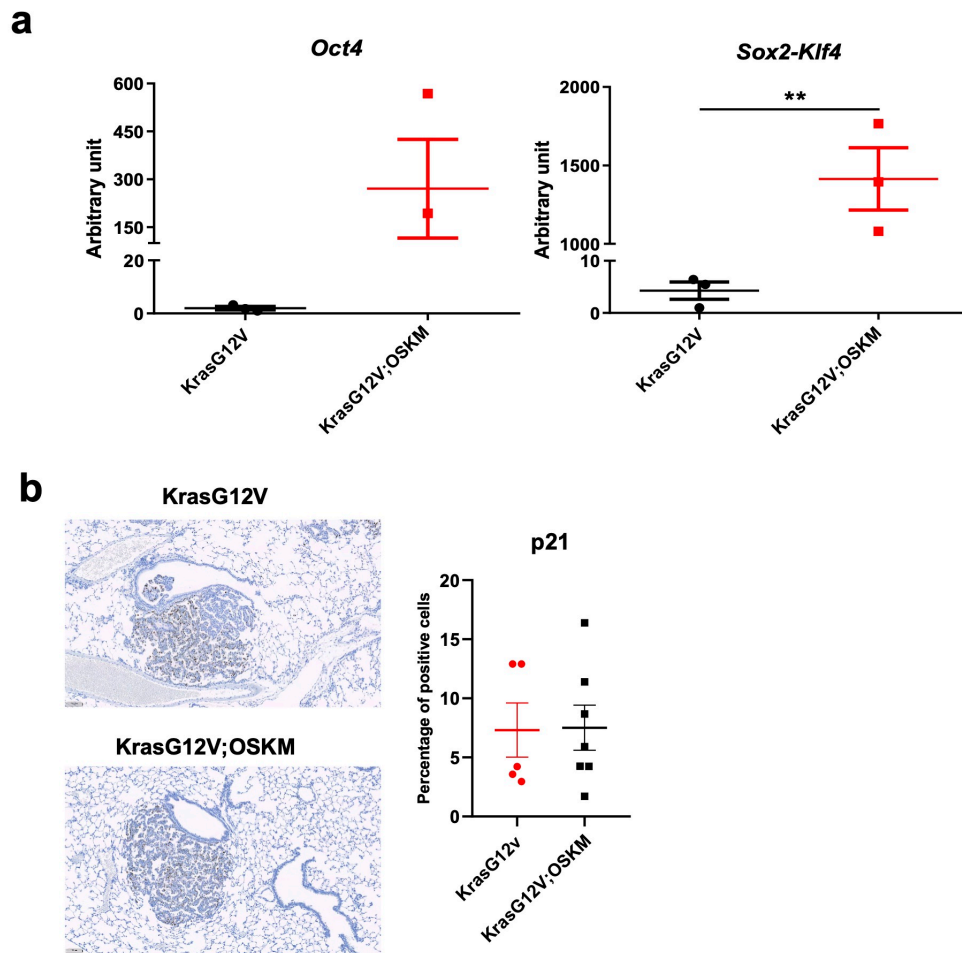 a
Oct4
Sox2-Klf4
Arbitrary unit
600
450
300
150
20
0
KrasG12V
KrasG12V;OSKM
Arbitrary unit
2000
1500
1000
10
0
**
KrasG12V
KrasG12V;OSKM
b
KrasG12V
KrasG12V;OSKM
p21
Percentage of positive cells
20
15
10
5
0
KrasG12v
KrasG12V;OSKM